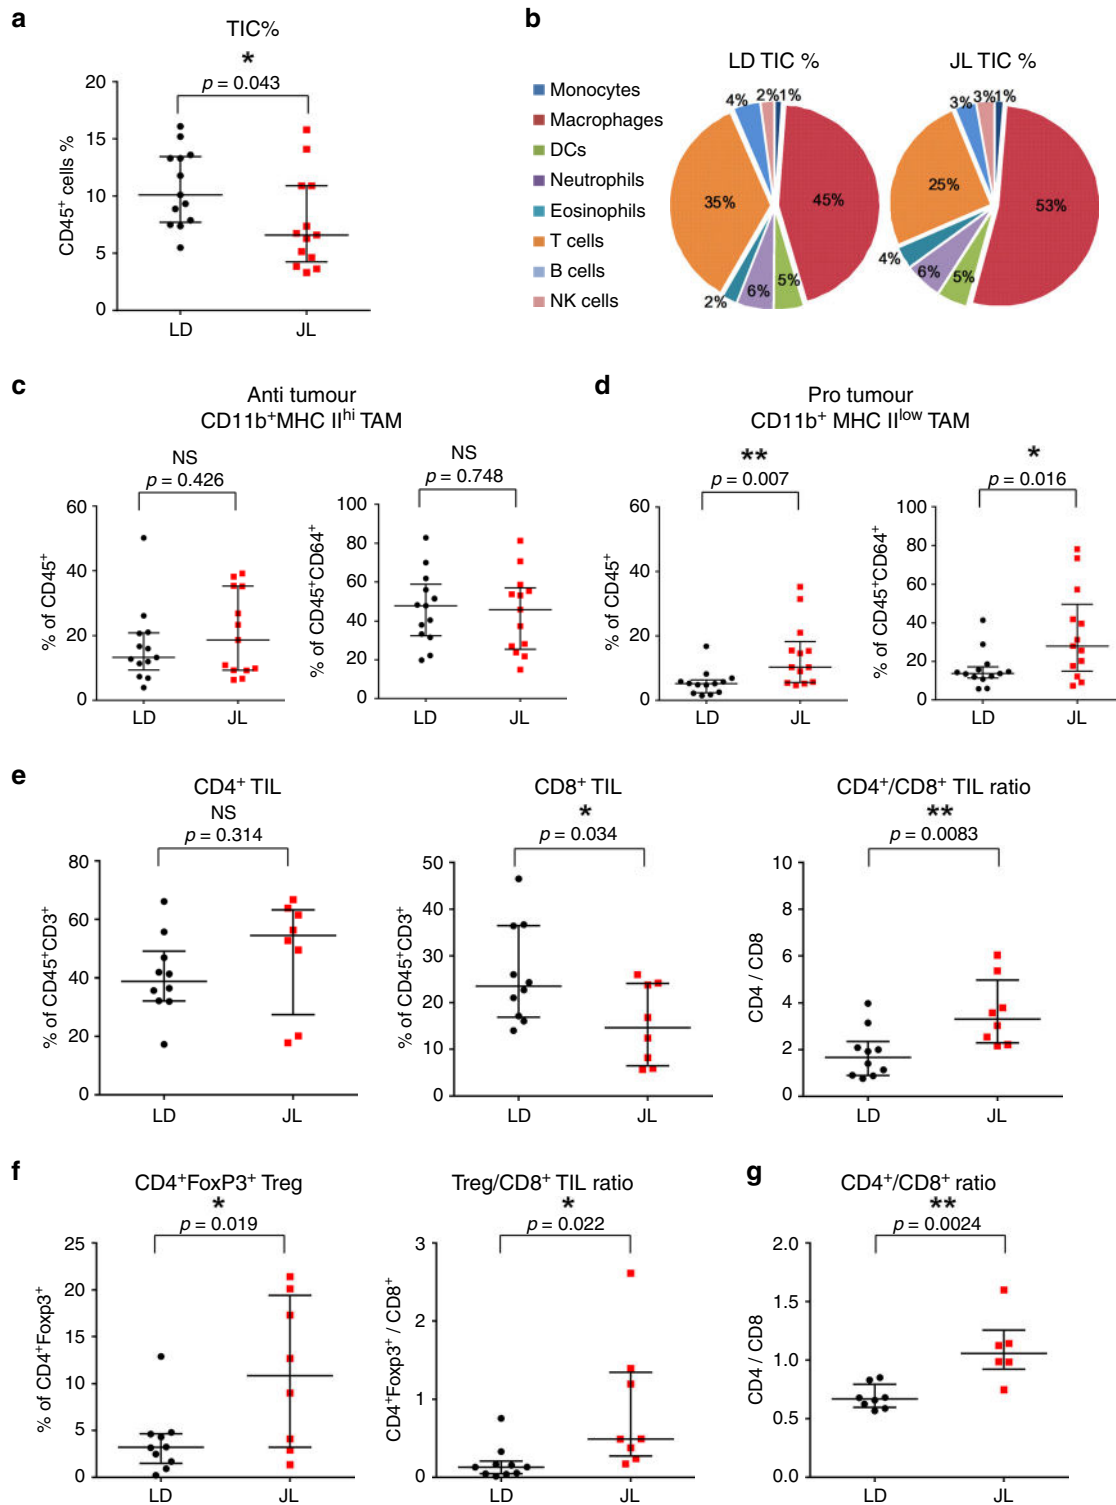 a
TIC%
*
p = 0.043
20
15
10
5
0
CD45⁺ cells %
LD
JL
b
LD TIC %
JL TIC %
Monocytes
Macrophages
DCs
Neutrophils
Eosinophils
T cells
B cells
NK cells
4%
2%
1%
35%
45%
2%
6%
5%
3%
3%
1%
25%
53%
4%
6%
5%
c
Anti tumour
CD11b⁺MHC IIʰⁱ TAM
NS
p = 0.426
60
40
20
0
% of CD45⁺
LD
JL
NS
p = 0.748
100
80
60
40
20
0
% of CD45⁺CD64⁺
LD
JL
d
Pro tumour
CD11b⁺ MHC IIˡᵒʷ TAM
**
p = 0.007
60
40
20
0
% of CD45⁺
LD
JL
*
p = 0.016
100
80
60
40
20
0
% of CD45⁺CD64⁺
LD
JL
e
CD4⁺ TIL
NS
p = 0.314
80
60
40
20
0
% of CD45⁺CD3⁺
LD
JL
CD8⁺ TIL
*
p = 0.034
50
40
30
20
10
0
% of CD45⁺CD3⁺
LD
JL
CD4⁺/CD8⁺ TIL ratio
**
p = 0.0083
10
8
6
4
2
0
CD4 / CD8
LD
JL
f
CD4⁺FoxP3⁺ Treg
*
p = 0.019
25
20
15
10
5
0
% of CD4⁺Foxp3⁺
LD
JL
Treg/CD8⁺ TIL ratio
*
p = 0.022
3
2
1
0
CD4⁺Foxp3⁺ / CD8⁺
LD
JL
g
CD4⁺/CD8⁺ ratio
**
p = 0.0024
2.0
1.5
1.0
0.5
0.0
CD4 / CD8
LD
JL